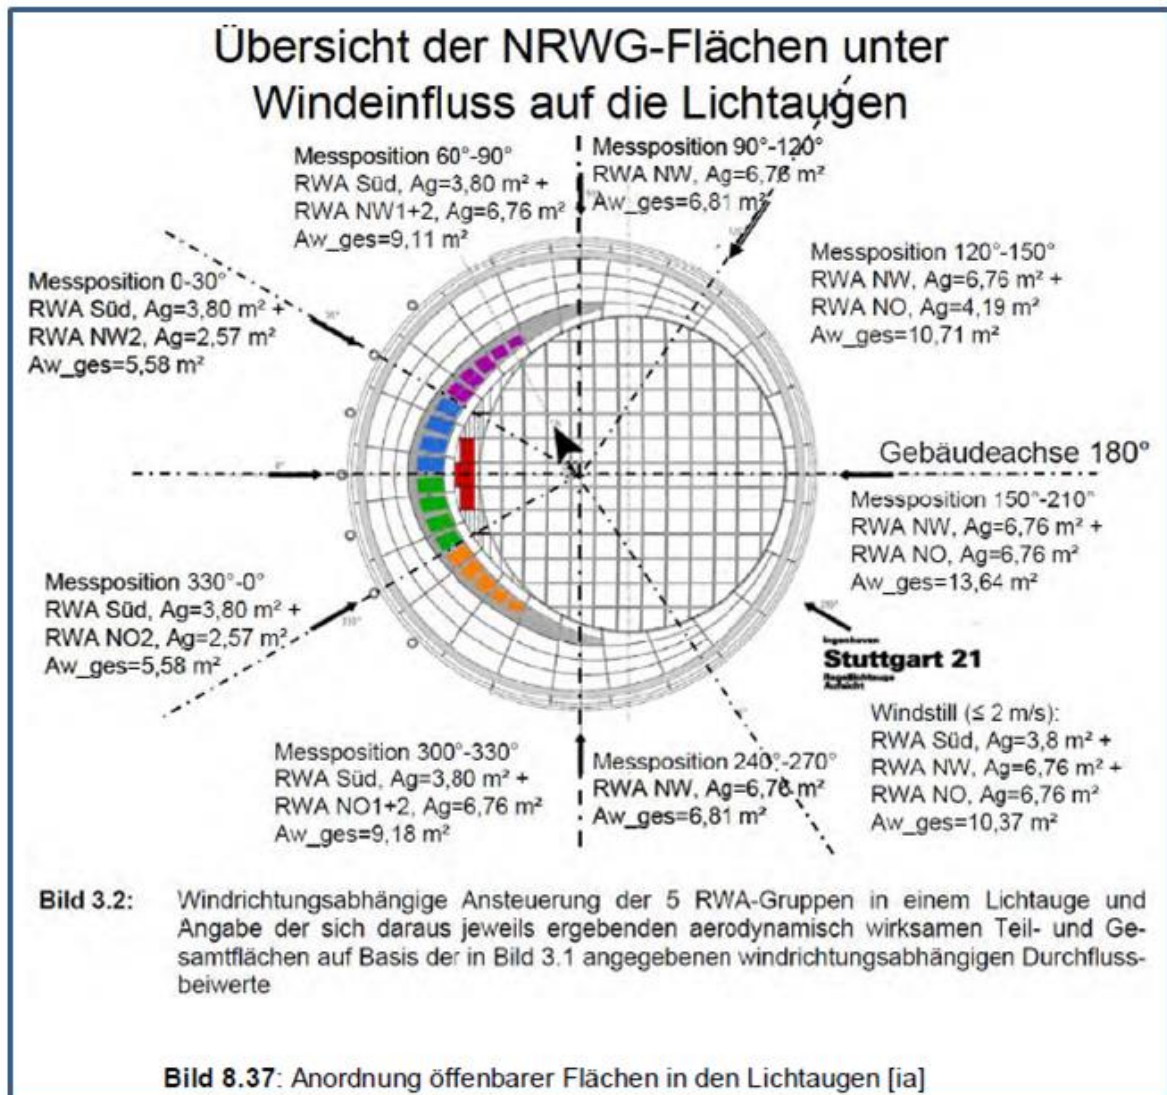 Übersicht der NRWG-Flächen unter
Windeinfluss auf die Lichtaugen
Messposition 60°-90°
RWA Süd, Ag=3,80 m² +
RWA NW1+2, Ag=6,76 m²
Aw_ges=9,11 m²
Messposition 90°-120°
RWA NW, Ag=6,76 m²
Aw_ges=6,81 m²
Messposition 120°-150°
RWA NW, Ag=6,76 m² +
RWA NO, Ag=4,19 m²
Aw_ges=10,71 m²
Messposition 0-30°
RWA Süd, Ag=3,80 m² +
RWA NW2, Ag=2,57 m²
Aw_ges=5,58 m²
Gebäudeachse 180°
Messposition 150°-210°
RWA NW, Ag=6,76 m² +
RWA NO, Ag=6,76 m²
Aw_ges=13,64 m²
Messposition 330°-0°
RWA Süd, Ag=3,80 m² +
RWA NO2, Ag=2,57 m²
Aw_ges=5,58 m²
Ingenhoven
Stuttgart 21
Regellichtauge
Aufsicht
Messposition 300°-330°
RWA Süd, Ag=3,80 m² +
RWA NO1+2, Ag=6,76 m²
Aw_ges=9,18 m²
Messposition 240°-270°
RWA NW, Ag=6,76 m²
Aw_ges=6,81 m²
Windstill (≤ 2 m/s):
RWA Süd, Ag=3,8 m² +
RWA NW, Ag=6,76 m² +
RWA NO, Ag=6,76 m²
Aw_ges=10,37 m²
Bild 3.2: Windrichtungsabhängige Ansteuerung der 5 RWA-Gruppen in einem Lichtauge und
Angabe der sich daraus jeweils ergebenden aerodynamisch wirksamen Teil- und Ge-
samtflächen auf Basis der in Bild 3.1 angegebenen windrichtungsabhängigen Durchfluss-
beiwerte
Bild 8.37: Anordnung öffenbarer Flächen in den Lichtaugen [ia]